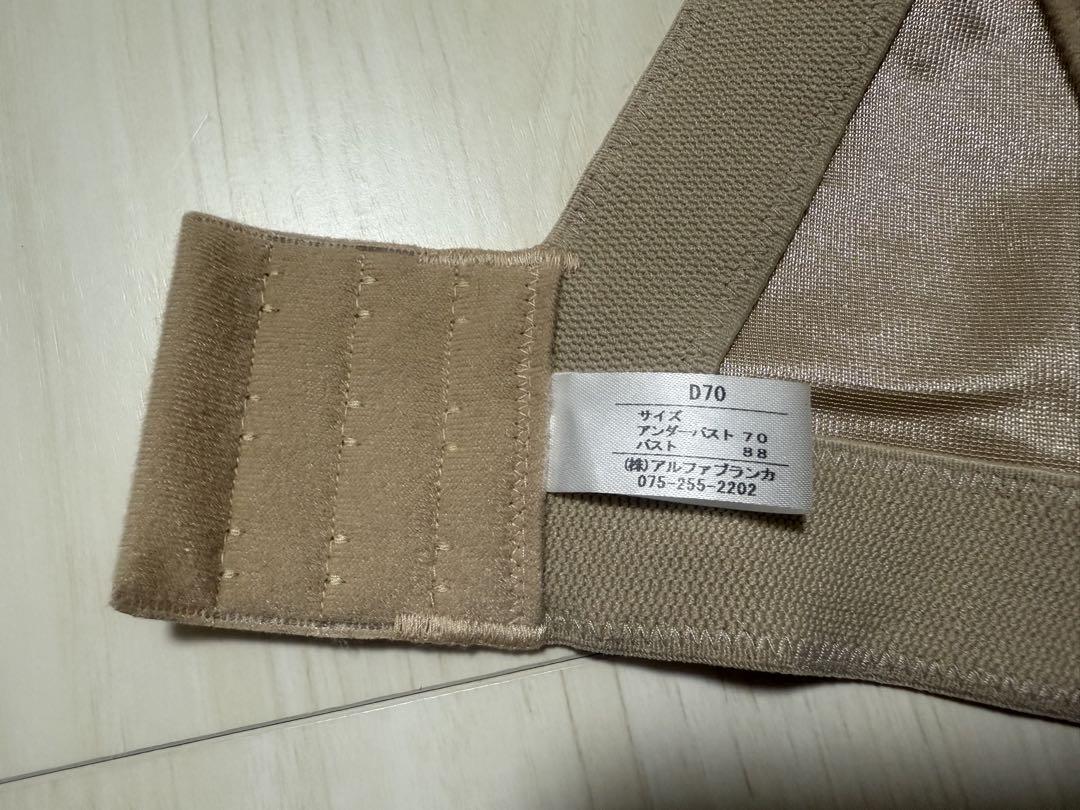 D70
サイズ
アンダーバスト 70
バスト 88
(株)アルファブランカ
075-255-2202